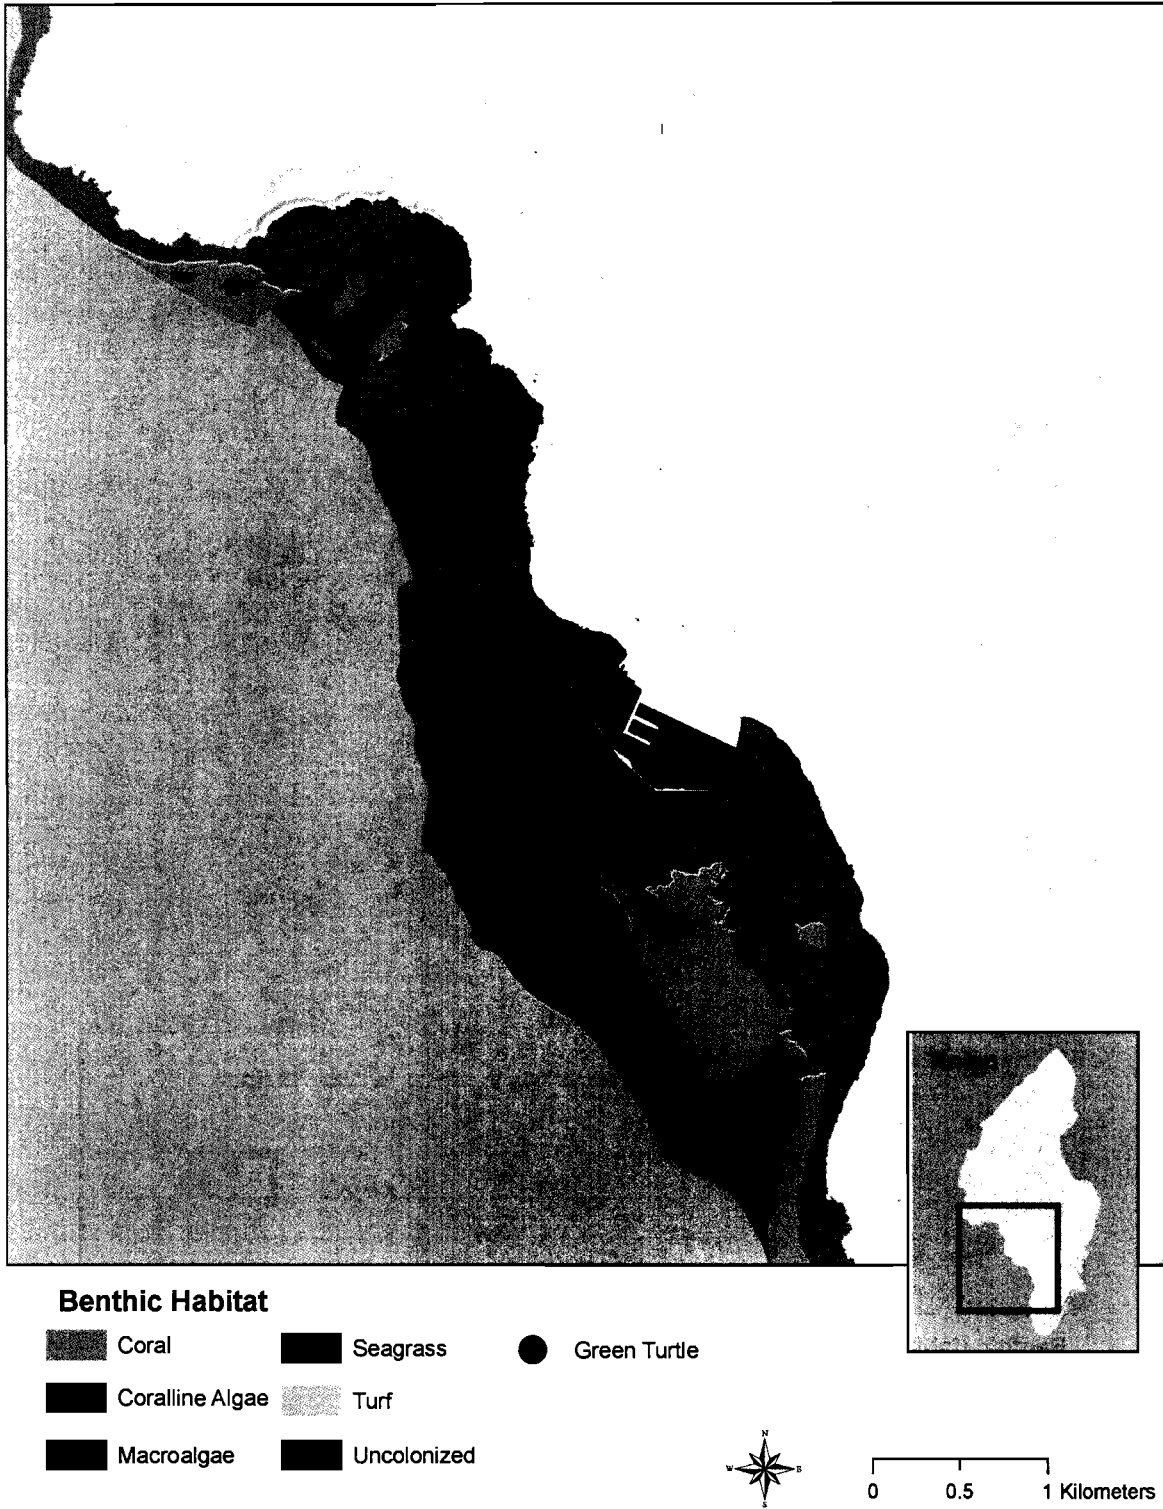 Benthic Habitat
Coral
Seagrass
Green Turtle
Coralline Algae
Turf
Macroalgae
Uncolonized
N
W
E
S
0
0.5
1 Kilometers